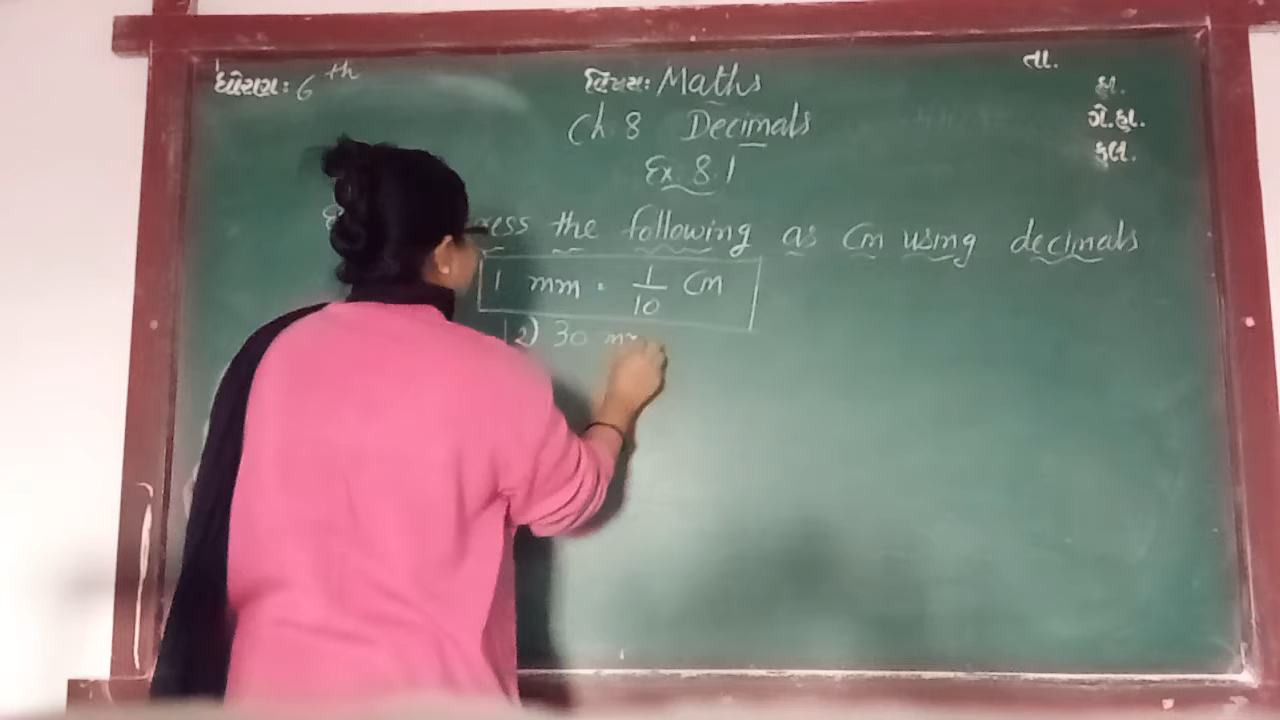 ધોરણ: 6th
વિષય: Maths
તા.
હા.
ગે.હા.
કુલ.
Ch. 8 Decimals
Ex. 8.1
the following as Cm using decimals
1 mm = 1/10 Cm
2) 30